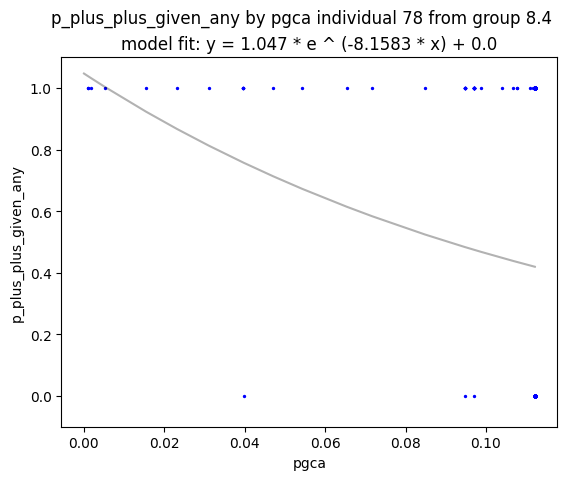 p_plus_plus_given_any by pgca individual 78 from group 8.4
model fit: y = 1.047 * e ^ (-8.1583 * x) + 0.0
p_plus_plus_given_any
1.0
0.8
0.6
0.4
0.2
0.0
0.00 0.02 0.04 0.06 0.08 0.10
pgca